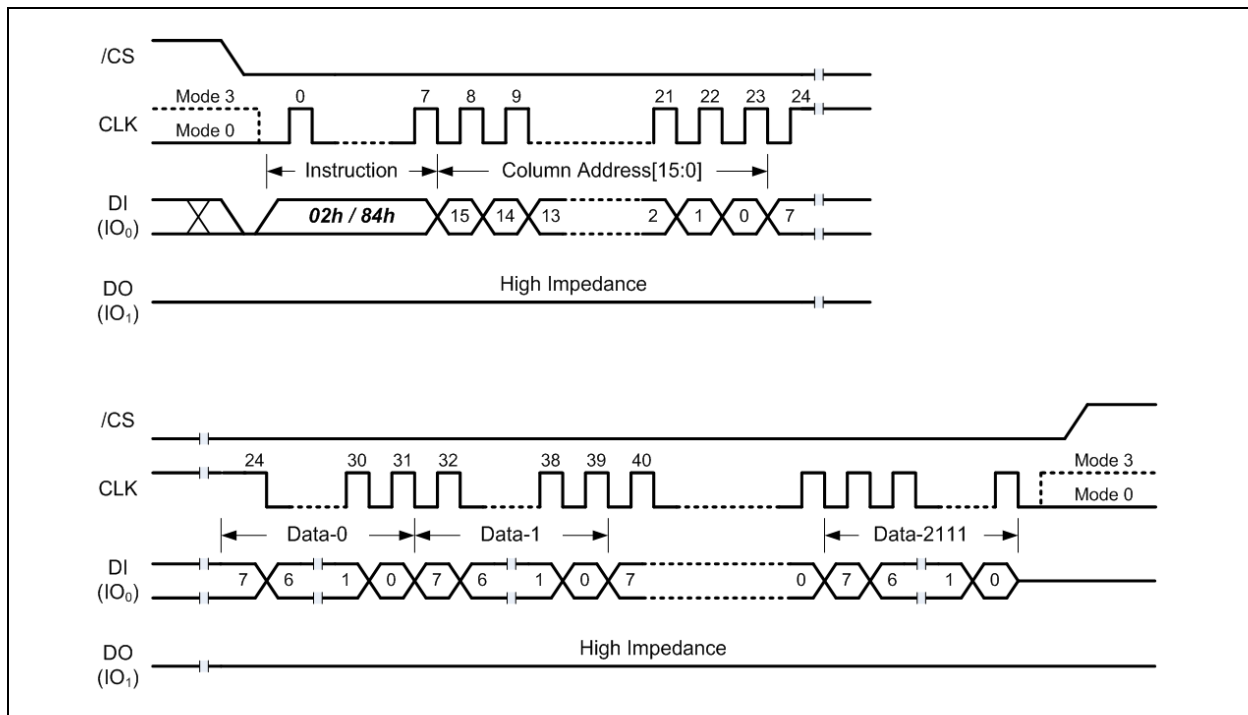 /CS
Mode 3 0 7 8 9 21 22 23 24
CLK
Mode 0
Instruction Column Address[15:0]
DI
(IO0)
02h / 84h 15 14 13 2 1 0 7
High Impedance
DO
(IO1)
/CS
24 30 31 32 38 39 40 Mode 3
CLK
Mode 0
Data-0 Data-1 Data-2111
DI
(IO0)
7 6 1 0 7 6 1 0 7 0 7 6 1 0
High Impedance
DO
(IO1)